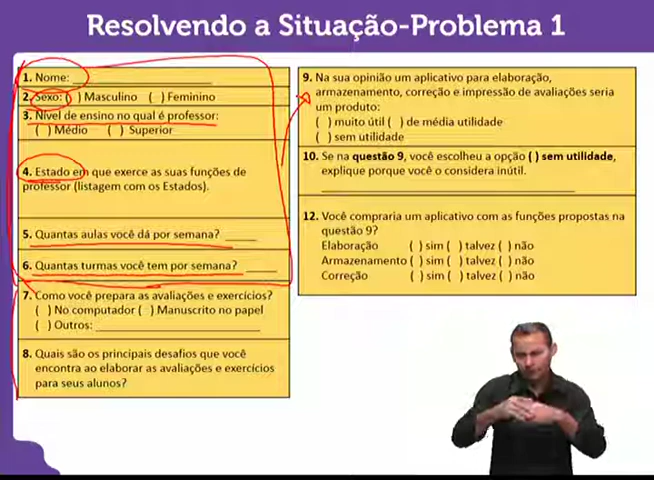 Resolvendo a Situação-Problema 1
1. Nome: ___
2. Sexo: ( ) Masculino ( ) Feminino
3. Nível de ensino no qual é professor:
( ) Médio ( ) Superior
4. Estado em que exerce as suas funções de
professor (listagem com os Estados).
5. Quantas aulas você dá por semana? ___
6. Quantas turmas você tem por semana? ___
7. Como você prepara as avaliações e exercícios?
( ) No computador ( ) Manuscrito no papel
( ) Outros: ___
8. Quais são os principais desafios que você
encontra ao elaborar as avaliações e exercícios
para seus alunos?
9. Na sua opinião um aplicativo para elaboração,
armazenamento, correção e impressão de avaliações seria
um produto:
( ) muito útil ( ) de média utilidade
( ) sem utilidade
10. Se na questão 9, você escolheu a opção ( ) sem utilidade,
explique porque você o considera inútil.
___
12. Você compraria um aplicativo com as funções propostas na
questão 9?
Elaboração ( ) sim ( ) talvez ( ) não
Armazenamento ( ) sim ( ) talvez ( ) não
Correção ( ) sim ( ) talvez ( ) não